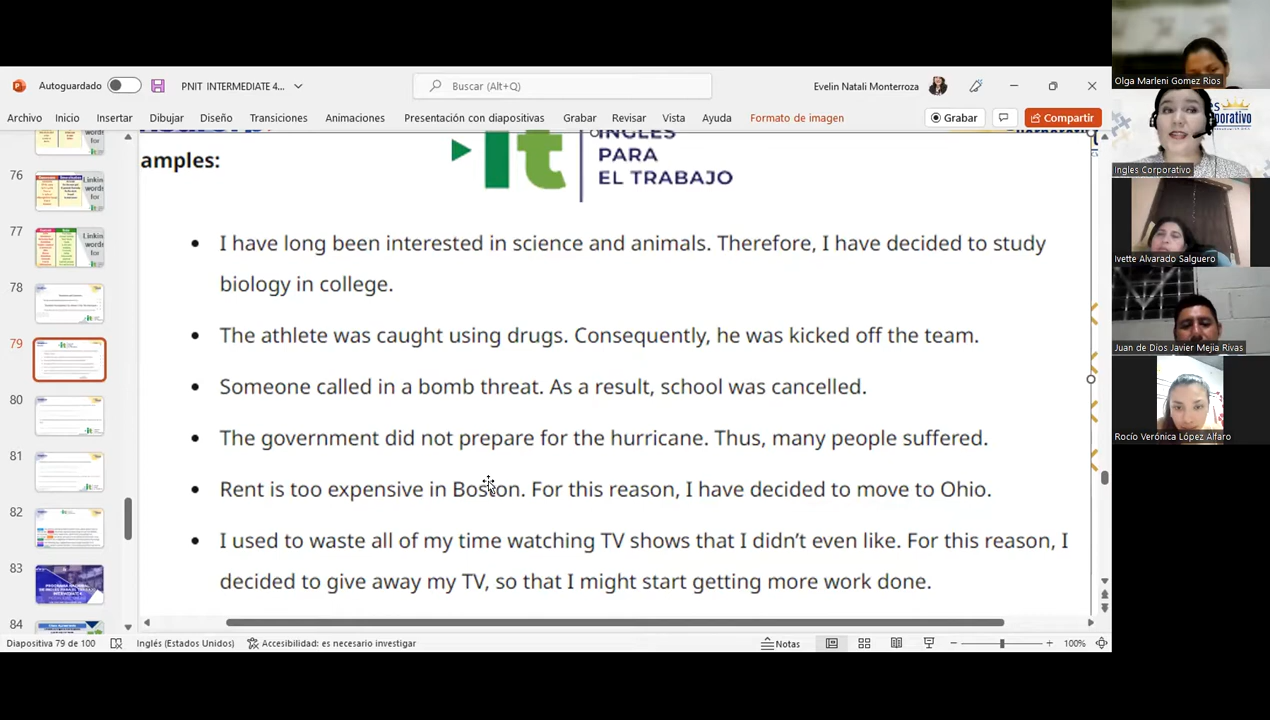 Autoguardado
PNIT INTERMEDIATE 4...
Buscar (Alt+Q)
Evelin Natali Monterroza
Archivo Inicio Insertar Dibujar Diseño Transiciones Animaciones Presentación con diapositivas Grabar Revisar Vista Ayuda Formato de imagen
Grabar
Compartir
amples:
it
INGLÉS
PARA
EL TRABAJO
• I have long been interested in science and animals. Therefore, I have decided to study
biology in college.
• The athlete was caught using drugs. Consequently, he was kicked off the team.
• Someone called in a bomb threat. As a result, school was cancelled.
• The government did not prepare for the hurricane. Thus, many people suffered.
• Rent is too expensive in Boston. For this reason, I have decided to move to Ohio.
• I used to waste all of my time watching TV shows that I didn't even like. For this reason, I
decided to give away my TV, so that I might start getting more work done.
76
77
78
79
80
81
82
83
84
Diapositiva 79 de 100
Inglés (Estados Unidos)
Accesibilidad: es necesario investigar
Notas
100%
Olga Marleni Gomez Rios
Ingles Corporativo
Ivette Alvarado Salguero
Juan de Dios Javier Mejia Rivas
Rocío Verónica López Alfaro